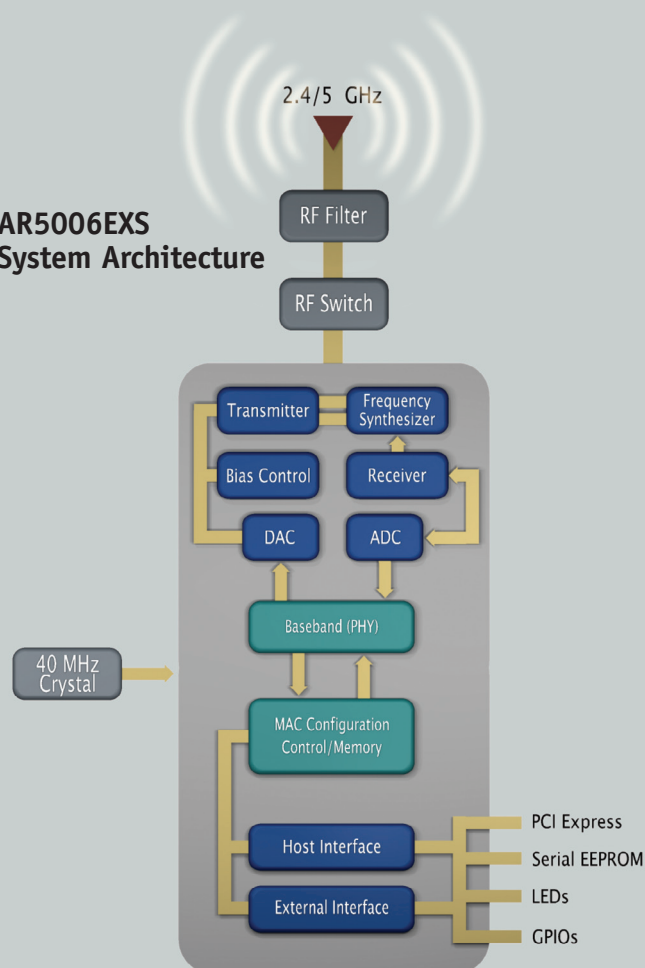 2.4/5 GHz
RF Filter
AR5006EXS
System Architecture
RF Switch
Transmitter
Frequency
Synthesizer
Bias Control
Receiver
DAC
ADC
Baseband (PHY)
40 MHz
Crystal
MAC Configuration
Control/Memory
Host Interface
External Interface
PCI Express
Serial EEPROM
LEDs
GPIOs